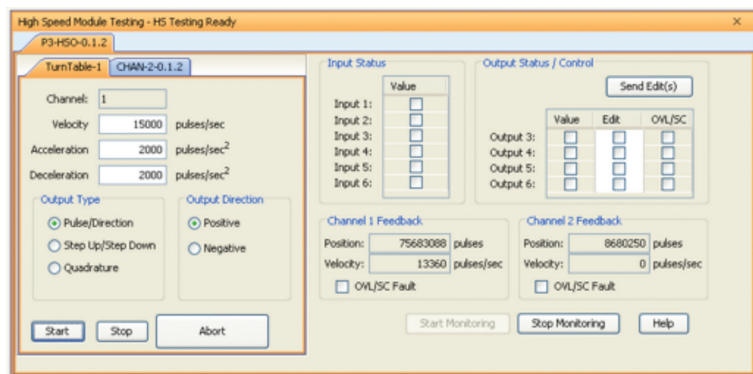 High Speed Module Testing - HS Testing Ready
P3-HSO-0.1.2
TurnTable-1 CHAN-2-0.1.2
Channel: 1
Velocity 15000 pulses/sec
Acceleration 2000 pulses/sec²
Deceleration 2000 pulses/sec²
Output Type
Pulse/Direction
Step Up/Step Down
Quadrature
Output Direction
Positive
Negative
Start Stop Abort
Input Status
Value
Input 1:
Input 2:
Input 3:
Input 4:
Input 5:
Input 6:
Output Status / Control
Send Edit(s)
Value Edit OVL/SC
Output 3:
Output 4:
Output 5:
Output 6:
Channel 1 Feedback
Position: 75683088 pulses
Velocity: 13360 pulses/sec
OVL/SC Fault
Channel 2 Feedback
Position: 8680250 pulses
Velocity: 0 pulses/sec
OVL/SC Fault
Start Monitoring Stop Monitoring Help